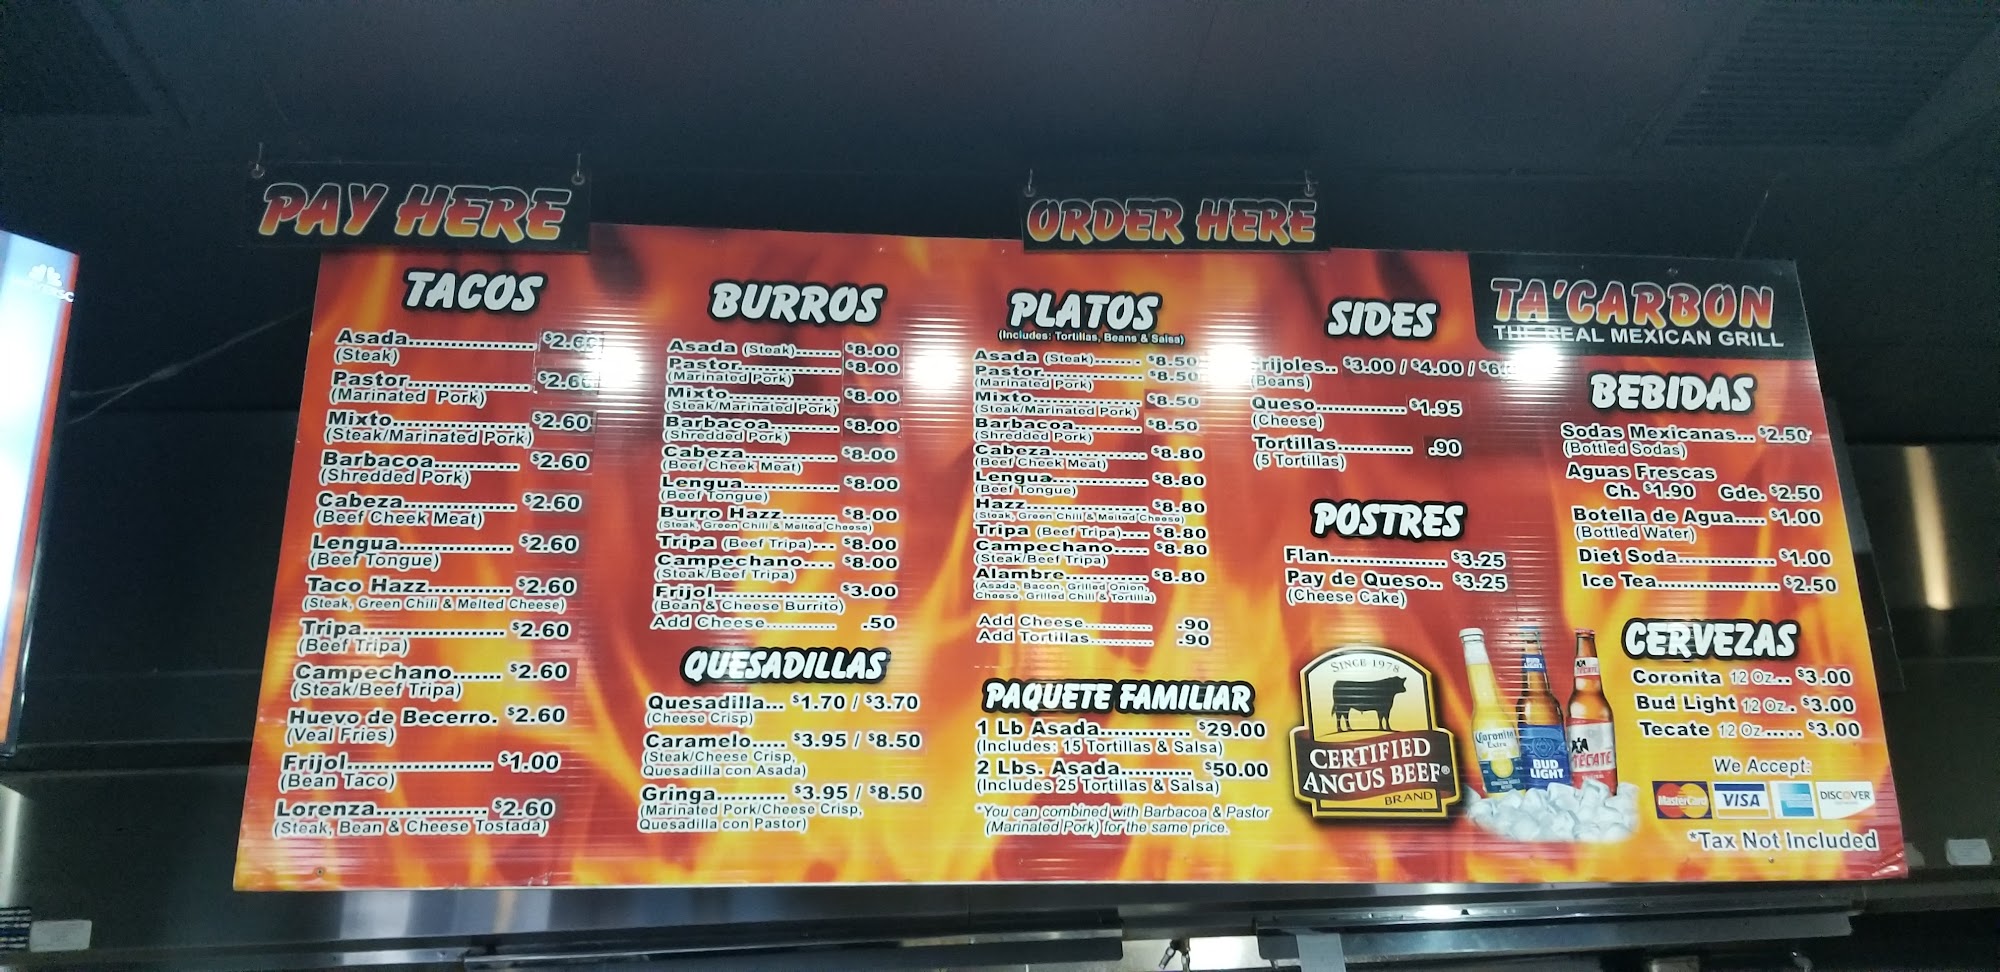 PAY HERE
ORDER HERE
TACOS
Asada.................. $2.60
(Steak)
Pastor.................. $2.60
(Marinated Pork)
Mixto.................. $2.60
(Steak/Marinated Pork)
Barbacoa............ $2.60
(Shredded Pork)
Cabeza................ $2.60
(Beef Cheek Meat)
Lengua................ $2.60
(Beef Tongue)
Taco Hazz............ $2.60
(Steak, Green Chili & Melted Cheese)
Tripa.................... $2.60
(Beef Tripa)
Campechano....... $2.60
(Steak/Beef Tripa)
Huevo de Becerro. $2.60
(Veal Fries)
Frijol.................... $1.00
(Bean Taco)
Lorenza................ $2.60
(Steak, Bean & Cheese Tostada)
BURROS
Asada (Steak)....... $8.00
Pastor.................. $8.00
(Marinated Pork)
Mixto.................. $8.00
(Steak/Marinated Pork)
Barbacoa............ $8.00
(Shredded Pork)
Cabeza................ $8.00
(Beef Cheek Meat)
Lengua................ $8.00
(Beef Tongue)
Burro Hazz........ $8.00
(Steak, Green Chili & Melted Cheese)
Tripa (Beef Tripa)... $8.00
Campechano.... $8.00
(Steak/Beef Tripa)
Frijol.................. $3.00
(Bean & Cheese Burrito)
Add Cheese............ .50
QUESADILLAS
Quesadilla... $1.70 / $3.70
(Cheese Crisp)
Caramelo..... $3.95 / $8.50
(Steak/Cheese Crisp,
Quesadilla con Asada)
Gringa.......... $3.95 / $8.50
(Marinated Pork/Cheese Crisp,
Quesadilla con Pastor)
PLATOS
(Includes: Tortillas, Beans & Salsa)
Asada (Steak)....... $8.50
Pastor.................. $8.50
(Marinated Pork)
Mixto.................. $8.50
(Steak/Marinated Pork)
Barbacoa............ $8.50
(Shredded Pork)
Cabeza................ $8.80
(Beef Cheek Meat)
Lengua................ $8.80
(Beef Tongue)
Hazz.................... $8.80
(Steak, Green Chili & Melted Cheese)
Tripa (Beef Tripa).... $8.80
Campechano..... $8.80
(Steak/Beef Tripa)
Alambre............ $8.80
(Asada, Bacon, Grilled Onion,
Cheese, Grilled Chili & Tortilla)
Add Cheese............ .90
Add Tortillas........... .90
PAQUETE FAMILIAR
1 Lb Asada............. $29.00
(Includes: 15 Tortillas & Salsa)
2 Lbs. Asada.......... $50.00
(Includes 25 Tortillas & Salsa)
*You can combined with Barbacoa & Pastor
(Marinated Pork) for the same price.
SIDES
Frijoles.. $3.00 / $4.00 /
(Beans)
Queso............. $1.95
(Cheese)
Tortillas........... .90
(5 Tortillas)
POSTRES
Flan.................. $3.25
Pay de Queso.. $3.25
(Cheese Cake)
SINCE 1978
CERTIFIED
ANGUS BEEF®
BRAND
TA'CARBON
THE REAL MEXICAN GRILL
BEBIDAS
Sodas Mexicanas... $2.50
(Bottled Sodas)
Aguas Frescas
Ch. $1.90 Gde. $2.50
Botella de Agua..... $1.00
(Bottled Water)
Diet Soda.............. $1.00
Ice Tea................. $2.50
CERVEZAS
Coronita 12 Oz.. $3.00
Bud Light 12 Oz.. $3.00
Tecate 12 Oz..... $3.00
Coronita
Extra
BUD
LIGHT
BUD
LIGHT
TECATE
TECATE
We Accept:
MasterCard
VISA
DISCOVER
*Tax Not Included